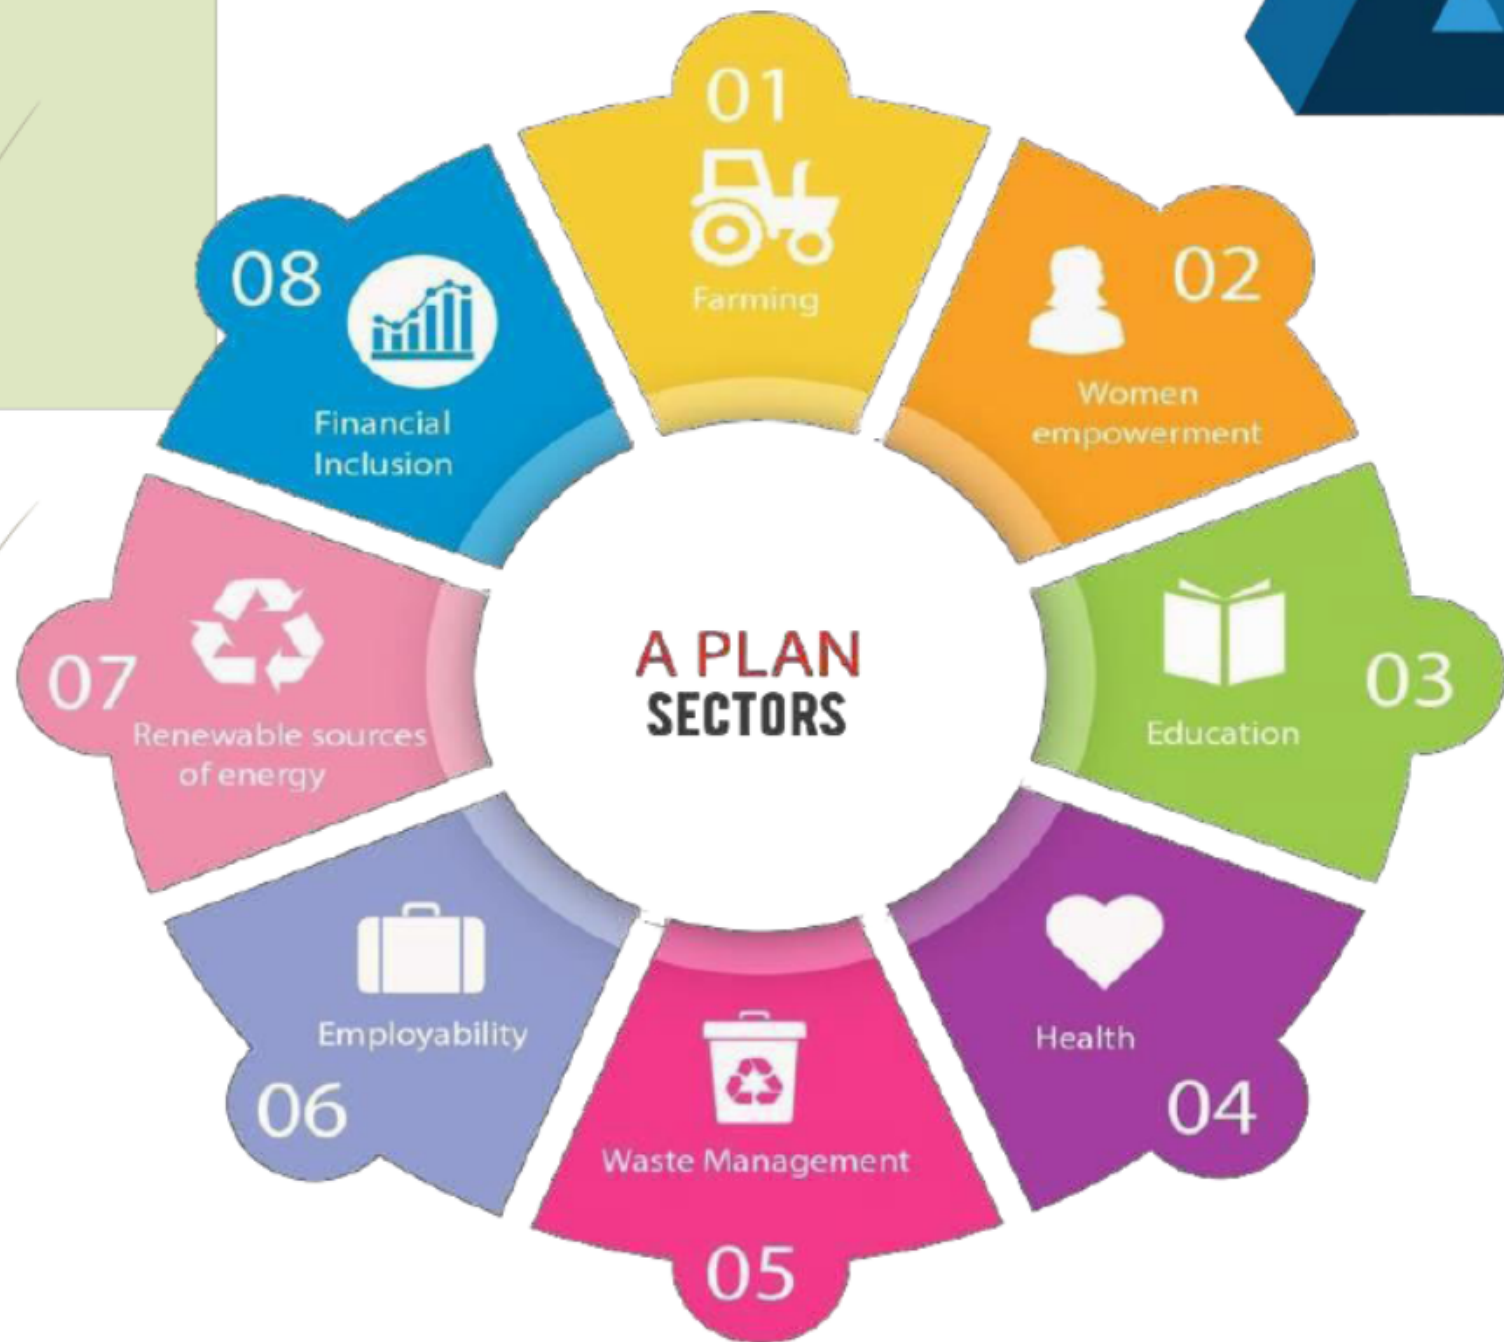 01
Farming
02
Women
empowerment
03
Education
04
Health
05
Waste Management
06
Employability
07
Renewable sources
of energy
08
Financial
Inclusion
A PLAN
SECTORS